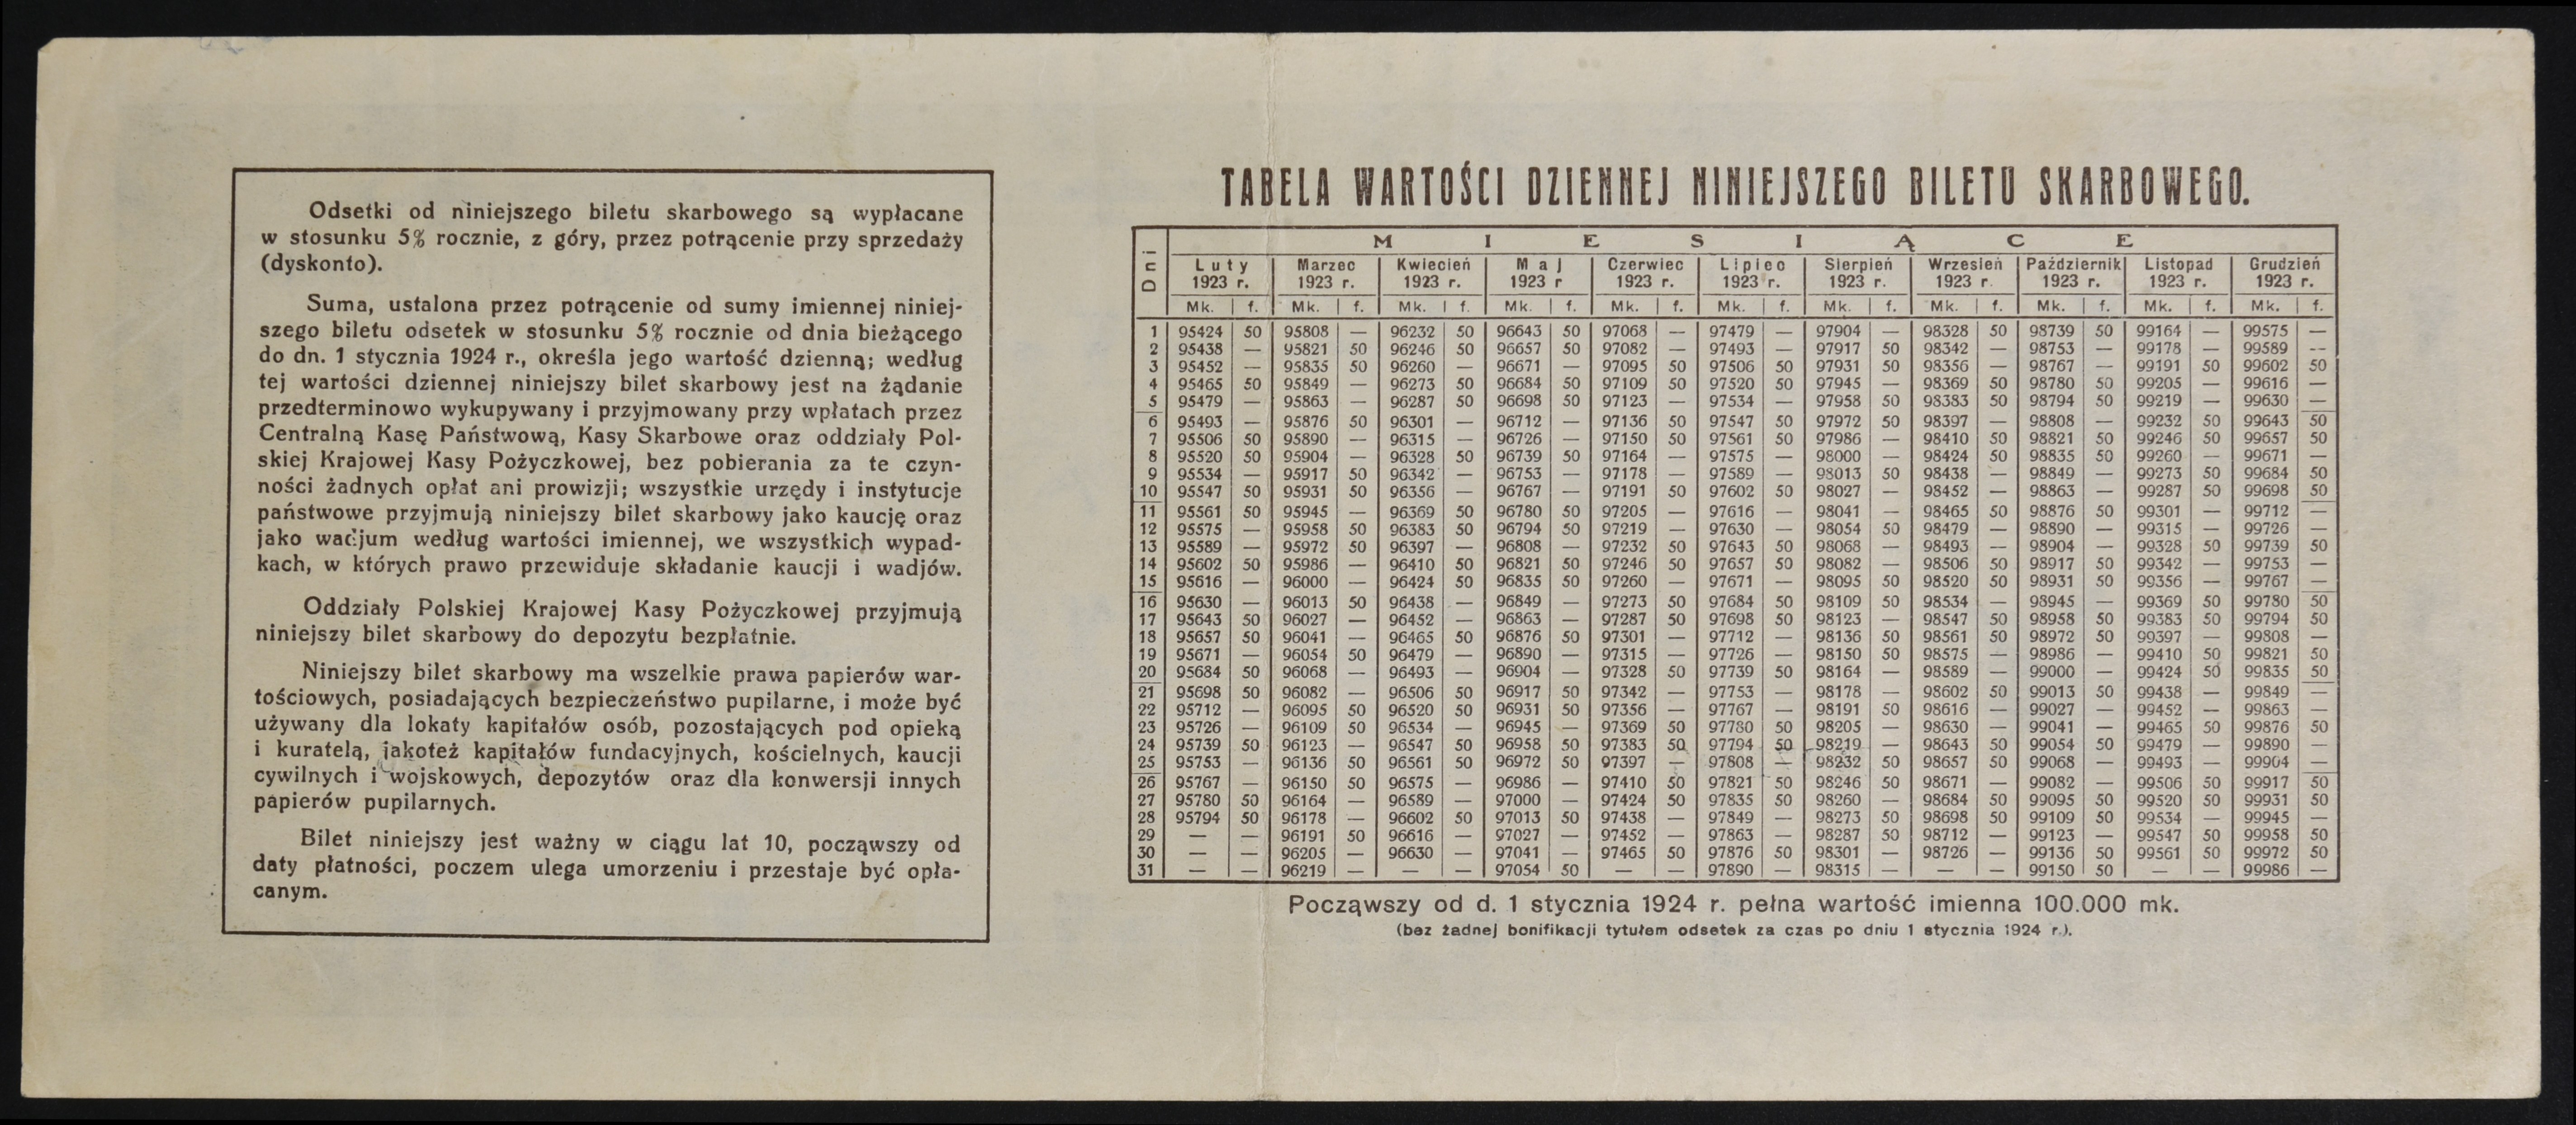 Odsetki od niniejszego biletu skarbowego są wypłacane
w stosunku 5% rocznie, z góry, przez potrącenie przy sprzedaży
(dyskonto).
Suma, ustalona przez potrącenie od sumy imiennej niniej-
szego biletu odsetek w stosunku 5% rocznie od dnia bieżącego
do dn. 1 stycznia 1924 r., określa jego wartość dzienną; według
tej wartości dziennej niniejszy bilet skarbowy jest na żądanie
przedterminowo wykupywany i przyjmowany przy wpłatach przez
Centralną Kasę Państwową, Kasy Skarbowe oraz oddziały Pol-
skiej Krajowej Kasy Pożyczkowej, bez pobierania za te czyn-
ności żadnych opłat ani prowizji; wszystkie urzędy i instytucje
państwowe przyjmują niniejszy bilet skarbowy jako kaucję oraz
jako wadjum według wartości imiennej, we wszystkich wypad-
kach, w których prawo przewiduje składanie kaucji i wadjów.
Oddziały Polskiej Krajowej Kasy Pożyczkowej przyjmują
niniejszy bilet skarbowy do depozytu bezpłatnie.
Niniejszy bilet skarbowy ma wszelkie prawa papierów war-
tościowych, posiadających bezpieczeństwo pupilarne, i może być
używany dla lokaty kapitałów osób, pozostających pod opieką
i kuratelą, jakoteż kapitałów fundacyjnych, kościelnych, kaucji
cywilnych i wojskowych, depozytów oraz dla konwersji innych
papierów pupilarnych.
Bilet niniejszy jest ważny w ciągu lat 10, począwszy od
daty płatności, poczem ulega umorzeniu i przestaje być opła-
canym.
TABELA WARTOŚCI DZIENNEJ NINIEJSZEGO BILETU SKARBOWEGO.
Dni M I E S I Ą C E
Luty Marzec Kwiecień Maj Czerwiec Lipiec Sierpień Wrzesień Październik Listopad Grudzień
1923 r. 1923 r. 1923 r. 1923 r 1923 r. 1923 r. 1923 r. 1923 r. 1923 r. 1923 r. 1923 r.
Mk. f. Mk. f. Mk. f. Mk. f. Mk. f. Mk. f. Mk. f. Mk. f. Mk. f. Mk. f. Mk. f.
1 95424 50 95808 — 96232 50 96643 50 97068 — 97479 — 97904 — 98328 50 98739 50 99164 — 99575 —
2 95438 — 95821 50 96246 50 96657 50 97082 — 97493 — 97917 50 98342 — 98753 — 99178 — 99589 —
3 95452 — 95835 50 96260 — 96671 — 97095 50 97506 50 97931 50 98356 — 98767 — 99191 50 99602 50
4 95465 50 95849 — 96273 50 96684 50 97109 50 97520 50 97945 — 98369 50 98780 50 99205 — 99616 —
5 95479 — 95863 — 96287 50 96698 50 97123 — 97534 — 97958 50 98383 50 98794 50 99219 — 99630 —
6 95493 — 95876 50 96301 — 96712 — 97136 50 97547 50 97972 50 98397 — 98808 — 99232 50 99643 50
7 95506 50 95890 — 96315 — 96726 — 97150 50 97561 50 97986 — 98410 50 98821 50 99246 50 99657 50
8 95520 50 95904 — 96328 50 96739 50 97164 — 97575 — 98000 — 98424 50 98835 50 99260 — 99671 —
9 95534 — 95917 50 96342 — 96753 — 97178 — 97589 — 98013 50 98438 — 98849 — 99273 50 99684 50
10 95547 50 95931 50 96356 — 96767 — 97191 50 97602 50 98027 — 98452 — 98863 — 99287 50 99698 50
11 95561 50 95945 — 96369 50 96780 50 97205 — 97616 — 98041 — 98465 50 98876 50 99301 — 99712 —
12 95575 — 95958 50 96383 50 96794 50 97219 — 97630 — 98054 50 98479 — 98890 — 99315 — 99726 —
13 95589 — 95972 50 96397 — 96808 — 97232 50 97643 50 98068 — 98493 — 98904 — 99328 50 99739 50
14 95602 50 95986 — 96410 50 96821 50 97246 50 97657 50 98082 — 98506 50 98917 50 99342 — 99753 —
15 95616 — 96000 — 96424 50 96835 50 97260 — 97671 — 98095 50 98520 50 98931 50 99356 — 99767 —
16 95630 — 96013 50 96438 — 96849 — 97273 50 97684 50 98109 50 98534 — 98945 — 99369 50 99780 50
17 95643 50 96027 — 96452 — 96863 — 97287 50 97698 50 98123 — 98547 50 98958 50 99383 50 99794 50
18 95657 50 96041 — 96465 50 96876 50 97301 — 97712 — 98136 50 98561 50 98972 50 99397 — 99808 —
19 95671 — 96054 50 96479 — 96890 — 97315 — 97726 — 98150 50 98575 — 98986 — 99410 50 99821 50
20 95684 50 96068 — 96493 — 96904 — 97328 50 97739 50 98164 — 98589 — 99000 — 99424 50 99835 50
21 95698 50 96082 — 96506 50 96917 50 97342 — 97753 — 98178 — 98602 50 99013 50 99438 — 99849 —
22 95712 — 96095 50 96520 50 96931 50 97356 — 97767 — 98191 50 98616 — 99027 — 99452 — 99863 —
23 95726 — 96109 50 96534 — 96945 — 97369 50 97780 50 98205 — 98630 — 99041 — 99465 50 99876 50
24 95739 50 96123 — 96547 50 96958 50 97383 50 97794 50 98219 — 98643 50 99054 50 99479 — 99890 —
25 95753 — 96136 50 96561 50 96972 50 97397 — 97808 — 98232 50 98657 50 99068 — 99493 — 99904 —
26 95767 — 96150 50 96575 — 96986 — 97410 50 97821 50 98246 50 98671 — 99082 — 99506 50 99917 50
27 95780 50 96164 — 96589 — 97000 — 97424 50 97835 50 98260 — 98684 50 99095 50 99520 50 99931 50
28 95794 50 96178 — 96602 50 97013 50 97438 — 97849 — 98273 50 98698 50 99109 50 99534 — 99945 —
29 — — 96191 50 96616 — 97027 — 97452 — 97863 — 98287 50 98712 — 99123 — 99547 50 99958 50
30 — — 96205 — 96630 — 97041 — 97465 50 97876 50 98301 — 98726 — 99136 50 99561 50 99972 50
31 — — 96219 — — — 97054 50 — — 97890 — 98315 — — — 99150 50 — — 99986 —
Począwszy od d. 1 stycznia 1924 r. pełna wartość imienna 100.000 mk.
(bez żadnej bonifikacji tytułem odsetek za czas po dniu 1 stycznia 1924 r.).